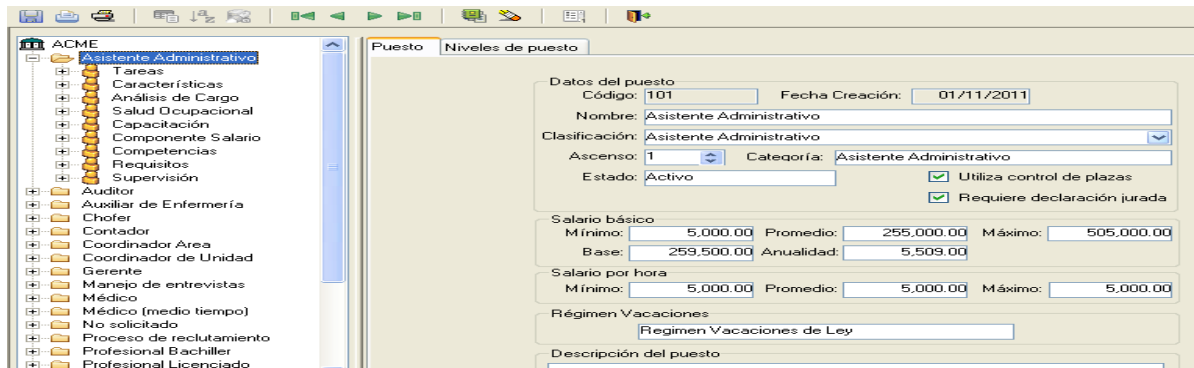 ACME
Asistente Administrativo
Tareas
Características
Análisis de Cargo
Salud Ocupacional
Capacitación
Componente Salario
Competencias
Requisitos
Supervisión
Auditor
Auxiliar de Enfermería
Chofer
Contador
Coordinador Area
Coordinador de Unidad
Gerente
Manejo de entrevistas
Médico
Médico (medio tiempo)
No solicitado
Proceso de reclutamiento
Profesional Bachiller
Profesional Licenciado
Puesto Niveles de puesto
Datos del puesto
Código: 101 Fecha Creación: 01/11/2011
Nombre: Asistente Administrativo
Clasificación: Asistente Administrativo
Ascenso: 1 Categoría: Asistente Administrativo
Estado: Activo Utiliza control de plazas
Requiere declaración jurada
Salario básico
Mínimo: 5,000.00 Promedio: 255,000.00 Máximo: 505,000.00
Base: 259,500.00 Anualidad: 5,509.00
Salario por hora
Mínimo: 5,000.00 Promedio: 5,000.00 Máximo: 5,000.00
Régimen Vacaciones
Regimen Vacaciones de Ley
Descripción del puesto